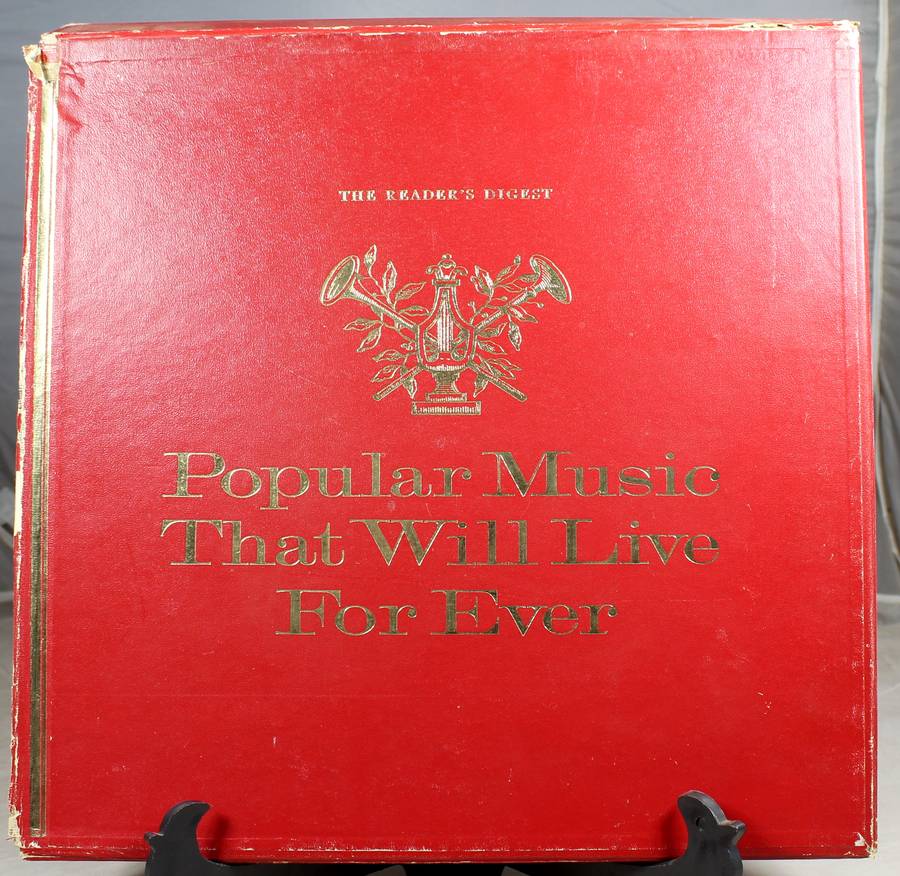 THE READER'S DIGEST
Popular Music
That Will Live
For Ever